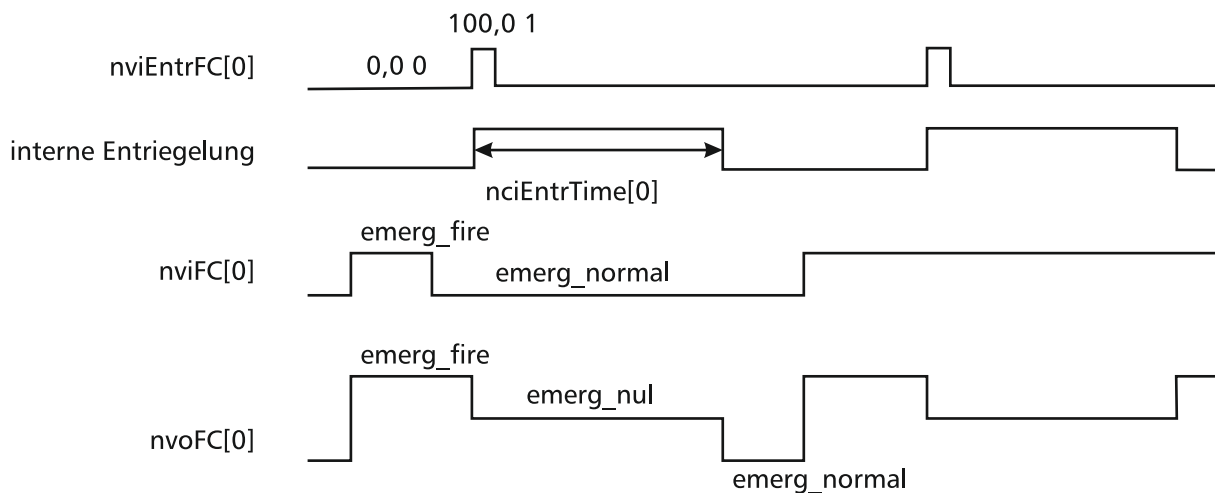 100,0 1
nviEntrFC[0]
0,0 0
interne Entriegelung
nciEntrTime[0]
emerg_fire
nviFC[0]
emerg_normal
emerg_fire
emerg_nul
nvoFC[0]
emerg_normal